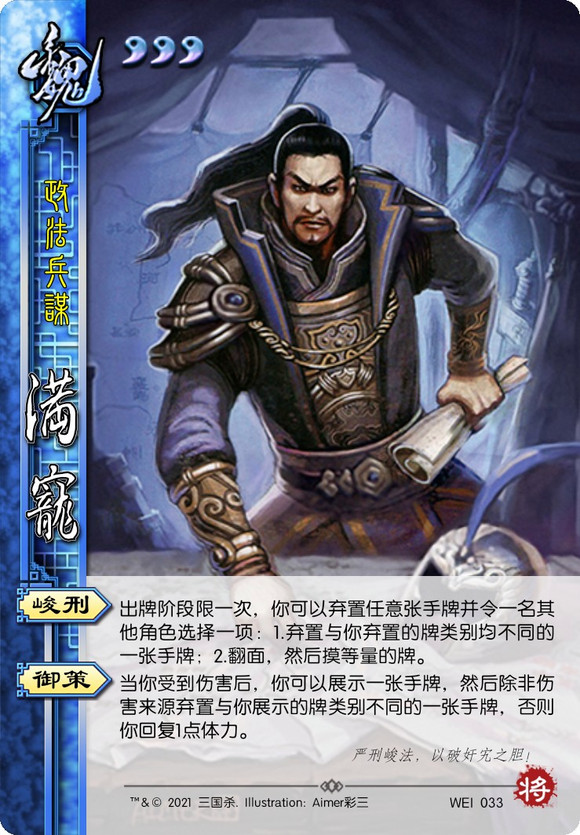 魏
政法兵謀
満寵
峻刑
出牌阶段限一次，你可以弃置任意张手牌并令一名其
他角色选择一项：1.弃置与你弃置的牌类别均不同的
一张手牌；2.翻面，然后摸等量的牌。
御策
当你受到伤害后，你可以展示一张手牌，然后除非伤
害来源弃置与你展示的牌类别不同的一张手牌，否则
你回复1点体力。
严刑峻法，以破奸宄之胆！
™&© 2021 三国杀. Illustration: Aimer彩三
WEI 033
将